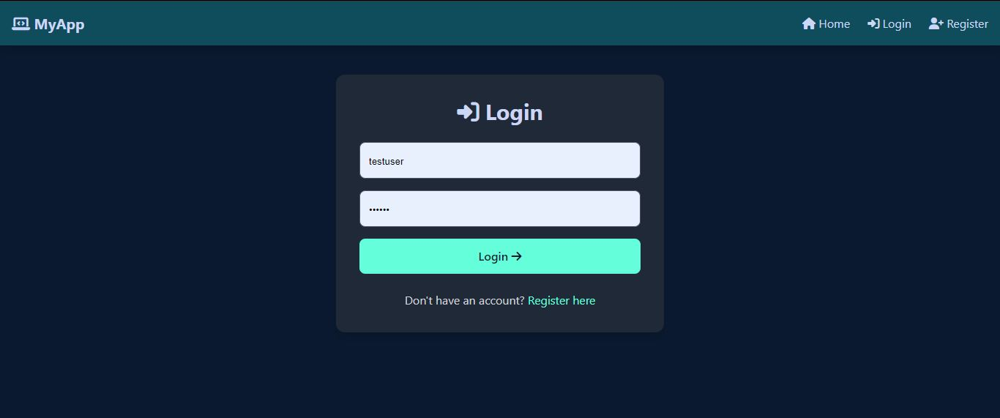 MyApp
Home Login Register
Login
testuser
••••••
Login →
Don't have an account? Register here